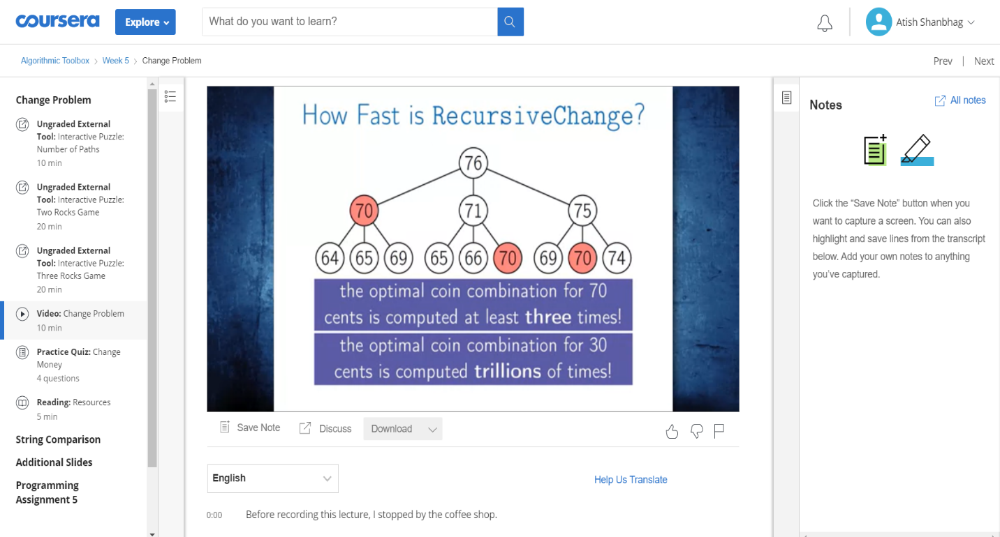 coursera
Explore
What do you want to learn?
Atish Shanbhag
Algorithmic Toolbox > Week 5 > Change Problem
Prev | Next
Change Problem
Ungraded External
Tool: Interactive Puzzle:
Number of Paths
10 min
Ungraded External
Tool: Interactive Puzzle:
Two Rocks Game
20 min
Ungraded External
Tool: Interactive Puzzle:
Three Rocks Game
20 min
Video: Change Problem
10 min
Practice Quiz: Change
Money
4 questions
Reading: Resources
5 min
String Comparison
Additional Slides
Programming
Assignment 5
How Fast is RecursiveChange?
76
70 71 75
64 65 69 65 66 70 69 70 74
the optimal coin combination for 70
cents is computed at least three times!
the optimal coin combination for 30
cents is computed trillions of times!
Save Note
Discuss
Download
English
Help Us Translate
0:00 Before recording this lecture, I stopped by the coffee shop.
Notes
All notes
Click the “Save Note” button when you
want to capture a screen. You can also
highlight and save lines from the transcript
below. Add your own notes to anything
you’ve captured.